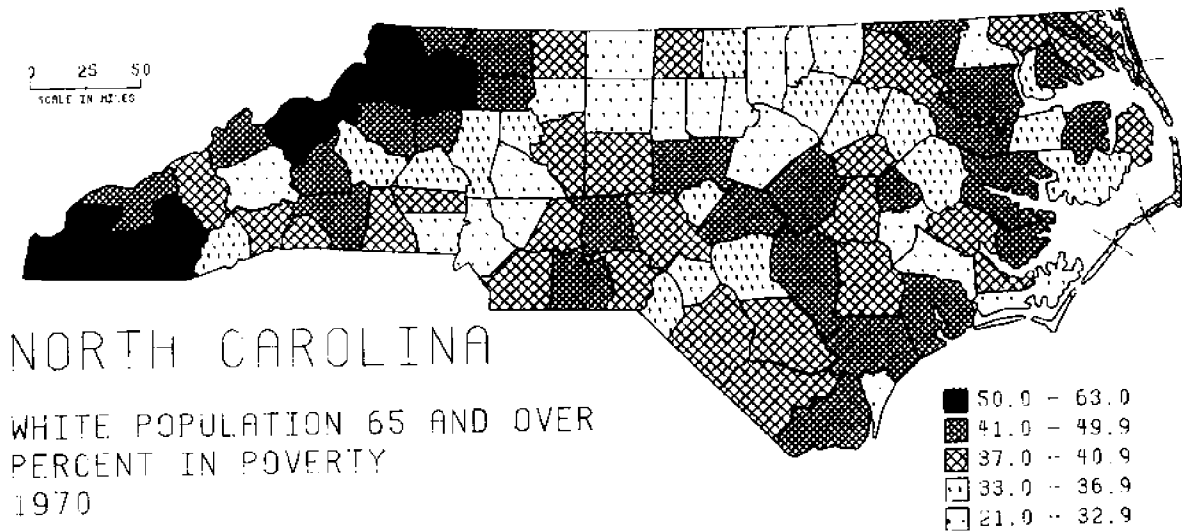 0 25 50
SCALE IN MILES
NORTH CAROLINA
WHITE POPULATION 65 AND OVER
PERCENT IN POVERTY
1970
50.0 - 63.0
41.0 - 49.9
37.0 - 40.9
33.0 - 36.9
21.0 - 32.9